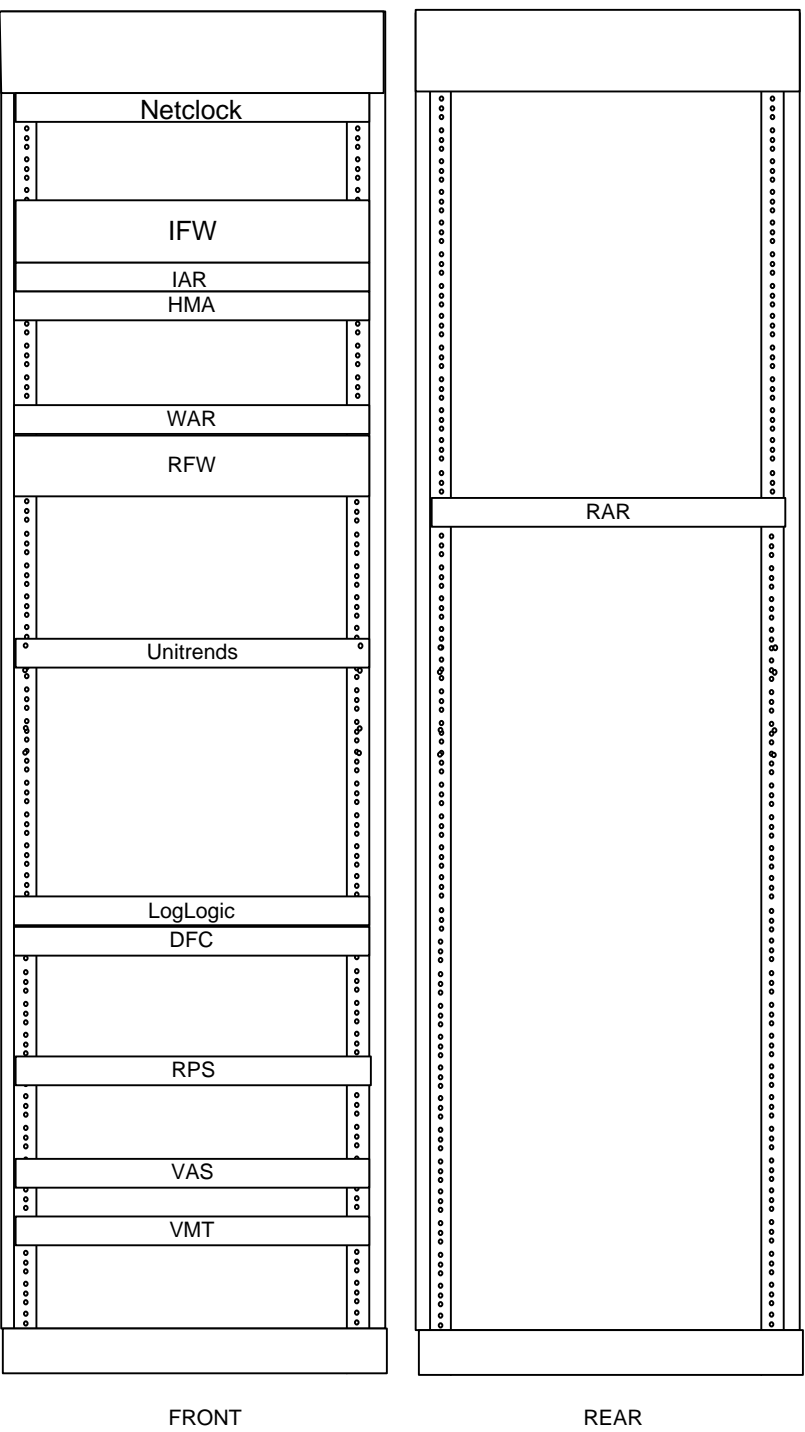 Netclock
IFW
IAR
HMA
WAR
RFW
Unitrends
LogLogic
DFC
RPS
VAS
VMT
FRONT
RAR
REAR